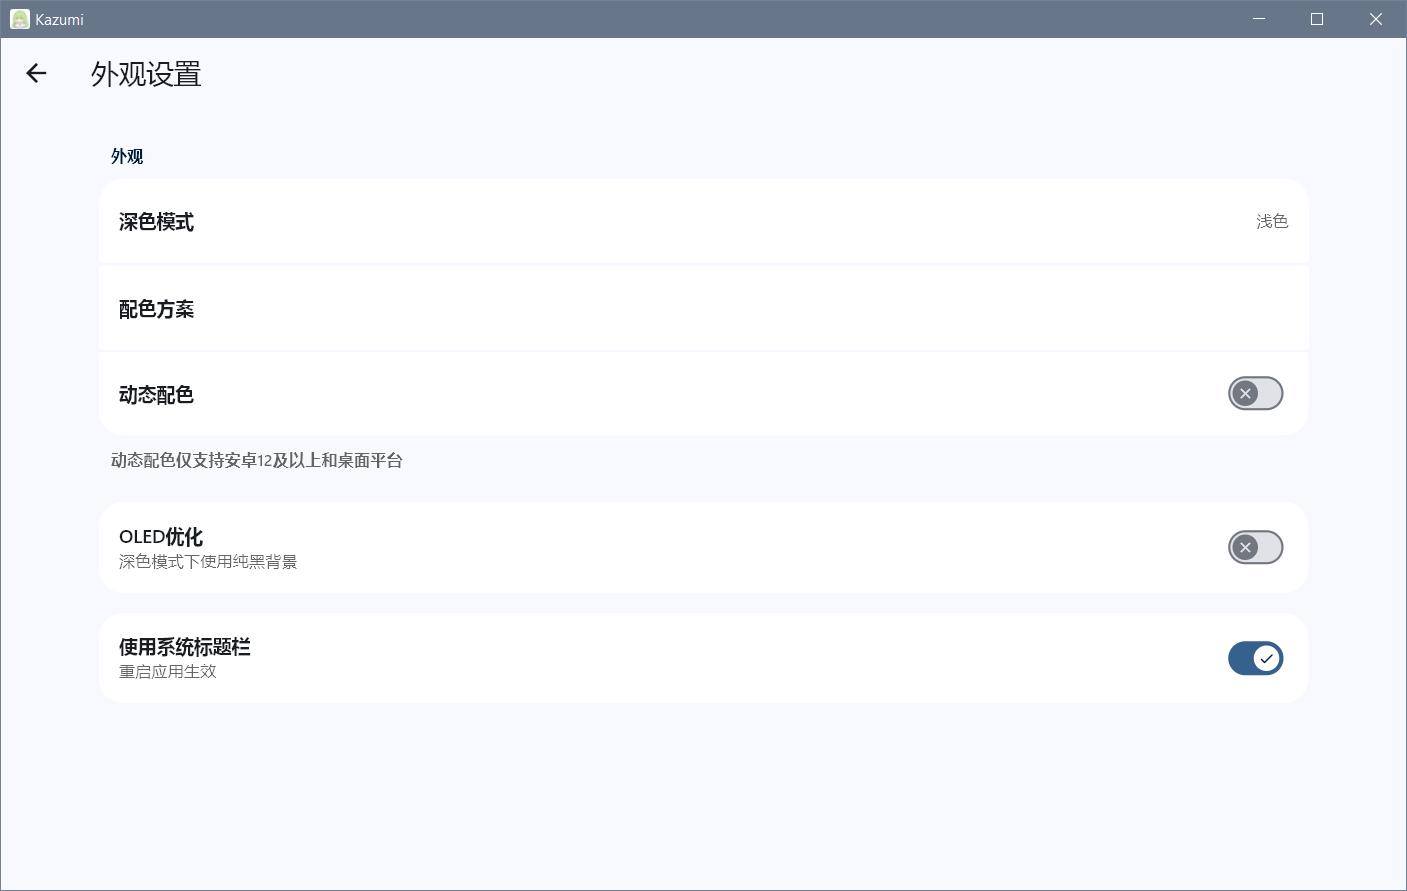 Kazumi
外观设置
外观
深色模式
浅色
配色方案
动态配色
动态配色仅支持安卓12及以上和桌面平台
OLED优化
深色模式下使用纯黑背景
使用系统标题栏
重启应用生效